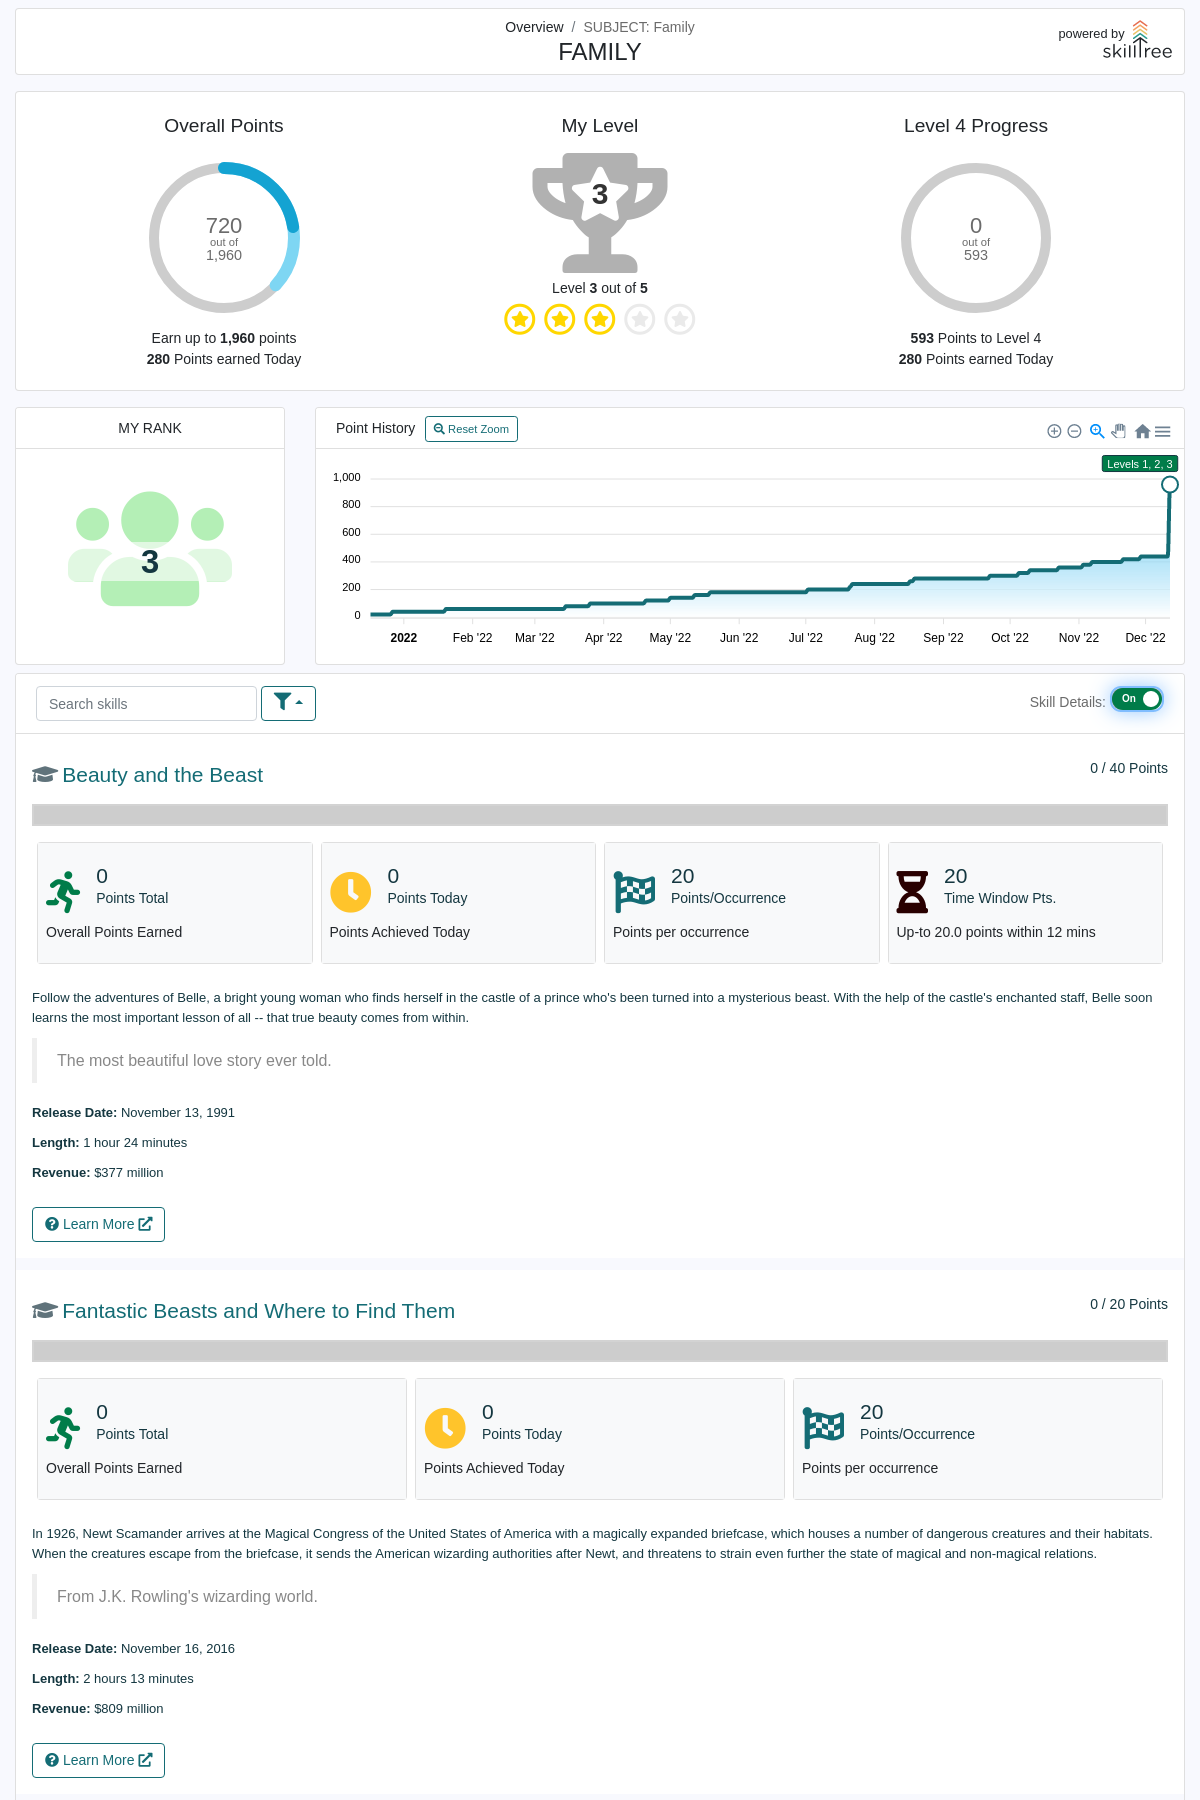 Overview / SUBJECT: Family
FAMILY
powered by
skilltree
Overall Points
720
out of
1,960
Earn up to 1,960 points
280 Points earned Today
My Level
3
Level 3 out of 5
Level 4 Progress
0
out of
593
593 Points to Level 4
280 Points earned Today
MY RANK
3
Point History
Reset Zoom
Levels 1, 2, 3
1,000
800
600
400
200
0
2022 Feb '22 Mar '22 Apr '22 May '22 Jun '22 Jul '22 Aug '22 Sep '22 Oct '22 Nov '22 Dec '22
Search skills
Skill Details: On
Beauty and the Beast
0 / 40 Points
0
Points Total
Overall Points Earned
0
Points Today
Points Achieved Today
20
Points/Occurrence
Points per occurrence
20
Time Window Pts.
Up-to 20.0 points within 12 mins
Follow the adventures of Belle, a bright young woman who finds herself in the castle of a prince who's been turned into a mysterious beast. With the help of the castle's enchanted staff, Belle soon
learns the most important lesson of all -- that true beauty comes from within.
The most beautiful love story ever told.
Release Date: November 13, 1991
Length: 1 hour 24 minutes
Revenue: $377 million
Learn More
Fantastic Beasts and Where to Find Them
0 / 20 Points
0
Points Total
Overall Points Earned
0
Points Today
Points Achieved Today
20
Points/Occurrence
Points per occurrence
In 1926, Newt Scamander arrives at the Magical Congress of the United States of America with a magically expanded briefcase, which houses a number of dangerous creatures and their habitats.
When the creatures escape from the briefcase, it sends the American wizarding authorities after Newt, and threatens to strain even further the state of magical and non-magical relations.
From J.K. Rowling's wizarding world.
Release Date: November 16, 2016
Length: 2 hours 13 minutes
Revenue: $809 million
Learn More